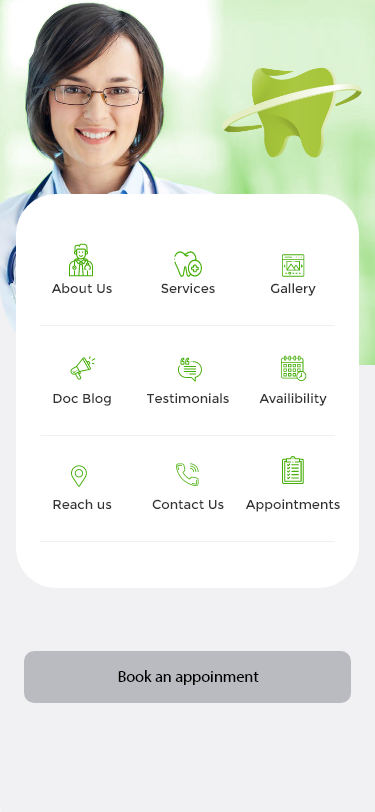 About Us
Services
Gallery
Doc Blog
Testimonials
Availibility
Reach us
Contact Us
Appointments
Book an appoinment